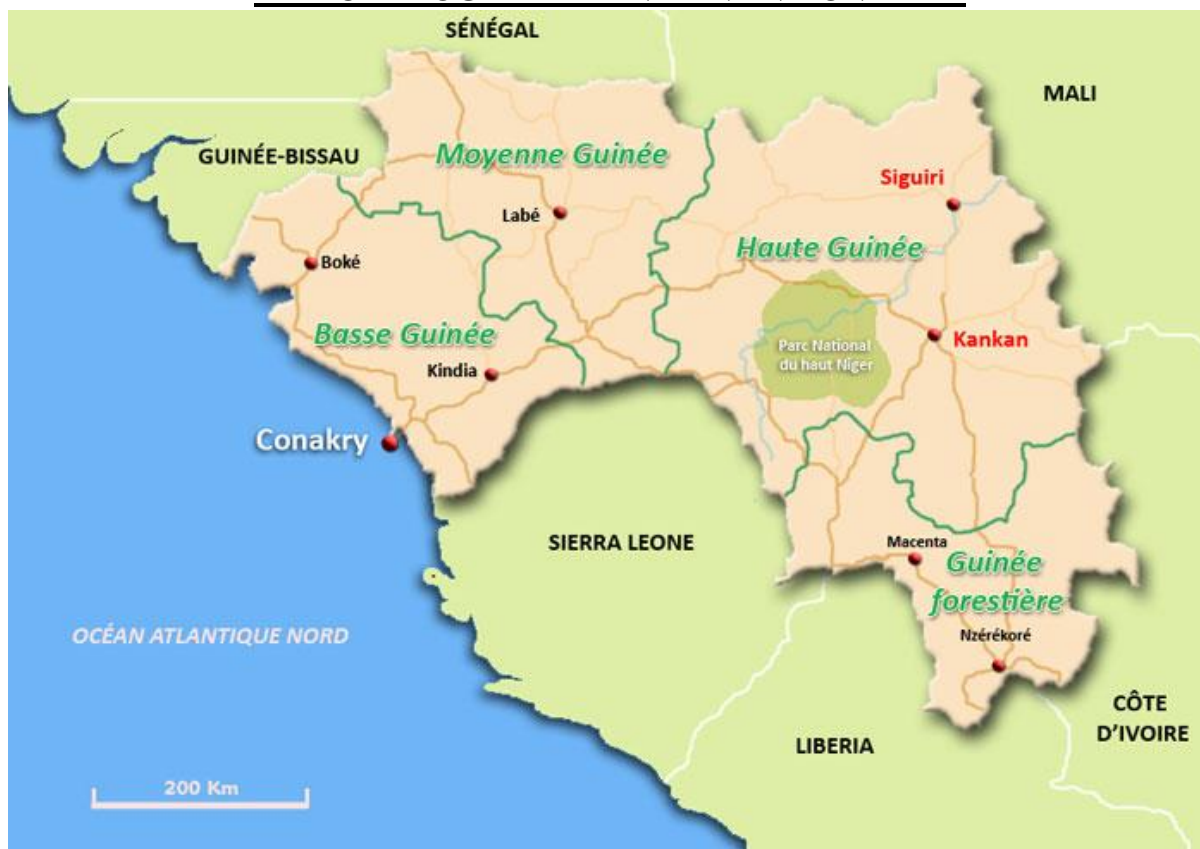 SÉNÉGAL
MALI
GUINÉE-BISSAU
Moyenne Guinée
Siguiri
Labé
Haute Guinée
Boké
Basse Guinée
Parc National
du haut Niger
Kankan
Kindia
Conakry
SIERRA LEONE
Macenta
Guinée
forestière
OCÉAN ATLANTIQUE NORD
Nzérékoré
CÔTE
D'IVOIRE
LIBERIA
200 Km